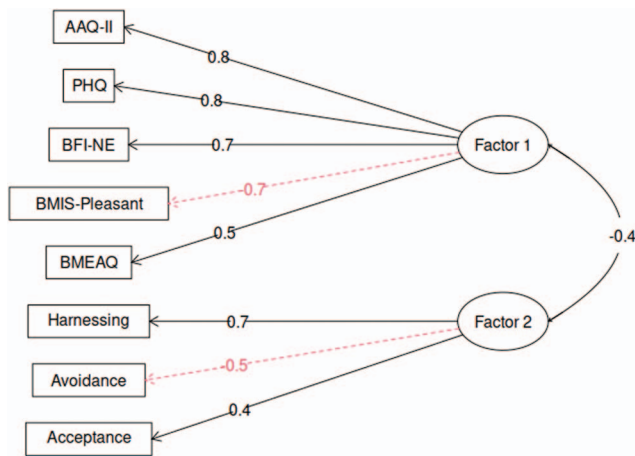 AAQ-II
0.8
PHQ
0.8
BFI-NE
0.7
Factor 1
BMIS-Pleasant
-0.7
0.5
BMEAQ
-0.4
Harnessing
0.7
Factor 2
Avoidance
-0.5
0.4
Acceptance